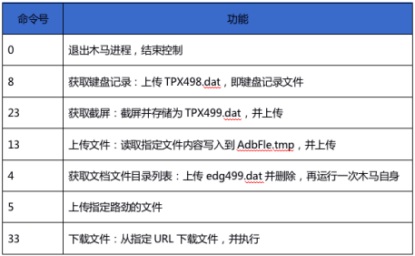 命令号 功能
0 退出木马进程，结束控制
8 获取键盘记录：上传 TPX498.dat，即键盘记录文件
23 获取截屏：截屏并存储为 TPX499.dat，并上传
13 上传文件：读取指定文件内容写入到 AdbFle.tmp，并上传
4 获取文档文件目录列表：上传 edg499.dat 并删除，再运行一次木马自身
5 上传指定路劲的文件
33 下载文件：从指定 URL 下载文件，并执行